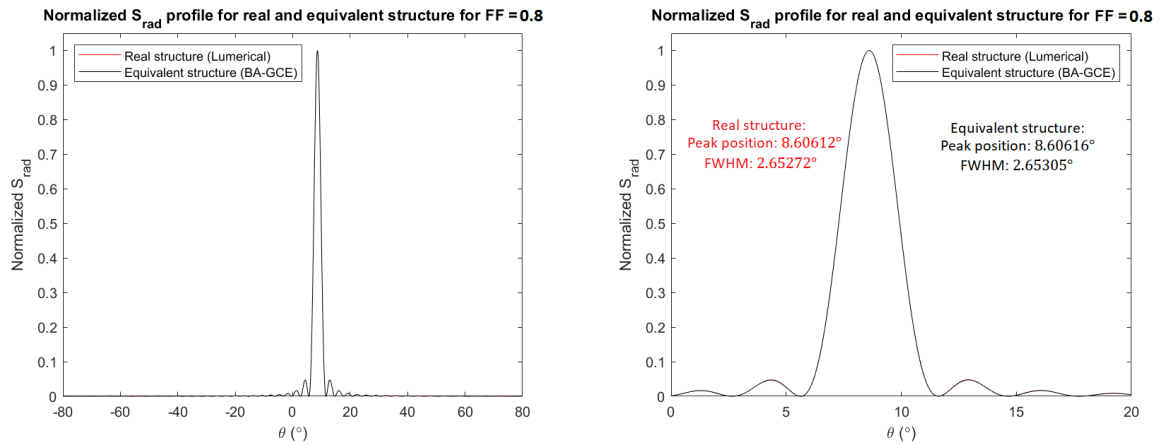 Normalized S_rad profile for real and equivalent structure for FF = 0.8
Real structure (Lumerical)
Equivalent structure (BA-GCE)
1
0.9
0.8
0.7
0.6
0.5
0.4
0.3
0.2
0.1
0
Normalized S_rad
-80 -60 -40 -20 0 20 40 60 80
θ (°)
Normalized S_rad profile for real and equivalent structure for FF = 0.8
Real structure (Lumerical)
Equivalent structure (BA-GCE)
Real structure:
Peak position: 8.60612°
FWHM: 2.65272°
Equivalent structure:
Peak position: 8.60616°
FWHM: 2.65305°
1
0.9
0.8
0.7
0.6
0.5
0.4
0.3
0.2
0.1
0
Normalized S_rad
0 5 10 15 20
θ (°)